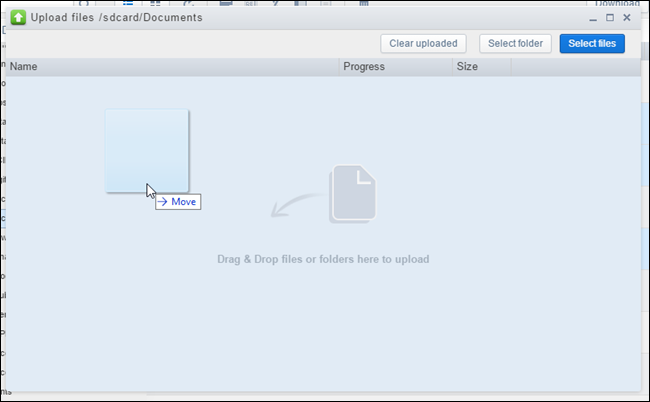 Download
Upload files /sdcard/Documents
Clear uploaded
Select folder
Select files
Name
Progress
Size
→ Move
Drag & Drop files or folders here to upload